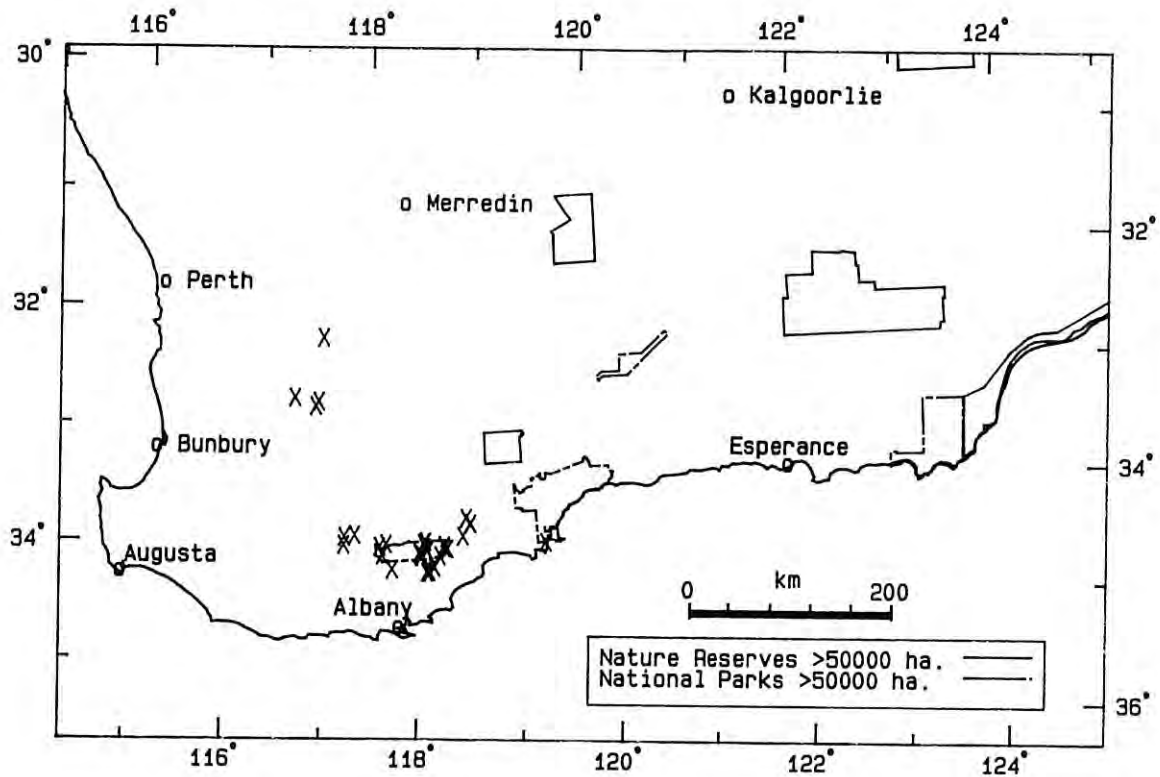 116° 118° 120° 122° 124°
30°
o Kalgoorlie
o Merredin
32°
o Perth
32°
X
X X
o Bunbury
Esperance
34°
34°
Augusta
km
0 200
Albany
Nature Reserves >50000 ha.
National Parks >50000 ha.
36°
116° 118° 120° 122° 124°